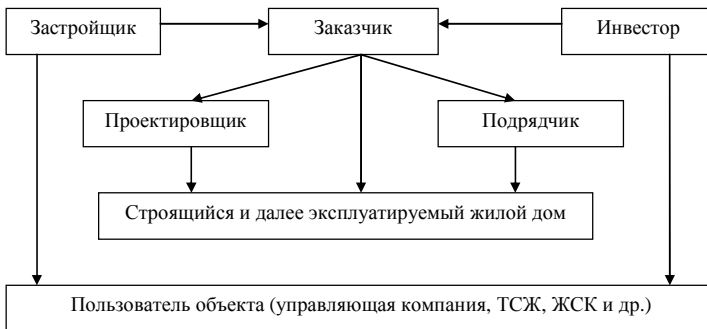 Застройщик
Заказчик
Инвестор
Проектировщик
Подрядчик
Строящийся и далее эксплуатируемый жилой дом
Пользователь объекта (управляющая компания, ТСЖ, ЖСК и др.)